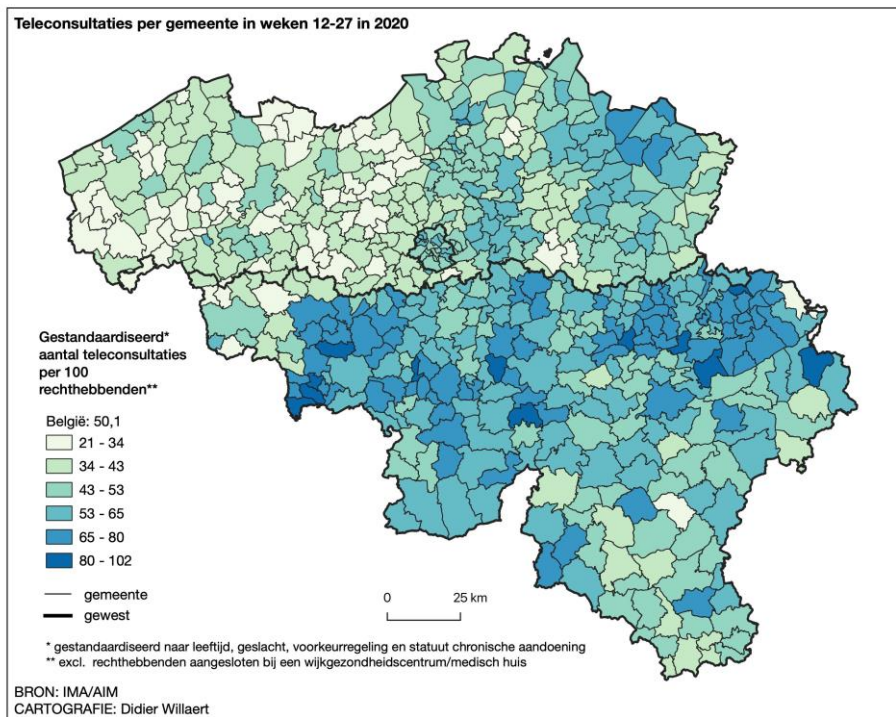 Teleconsultaties per gemeente in weken 12-27 in 2020
Gestandaardiseerd*
aantal teleconsultaties
per 100
rechthebbenden**
België: 50,1
21 - 34
34 - 43
43 - 53
53 - 65
65 - 80
80 - 102
gemeente
gewest
0 25 km
* gestandaardiseerd naar leeftijd, geslacht, voorkeurregeling en statuut chronische aandoening
** excl. rechthebbenden aangesloten bij een wijkgezondheidscentrum/medisch huis
BRON: IMA/AIM
CARTOGRAFIE: Didier Willaert